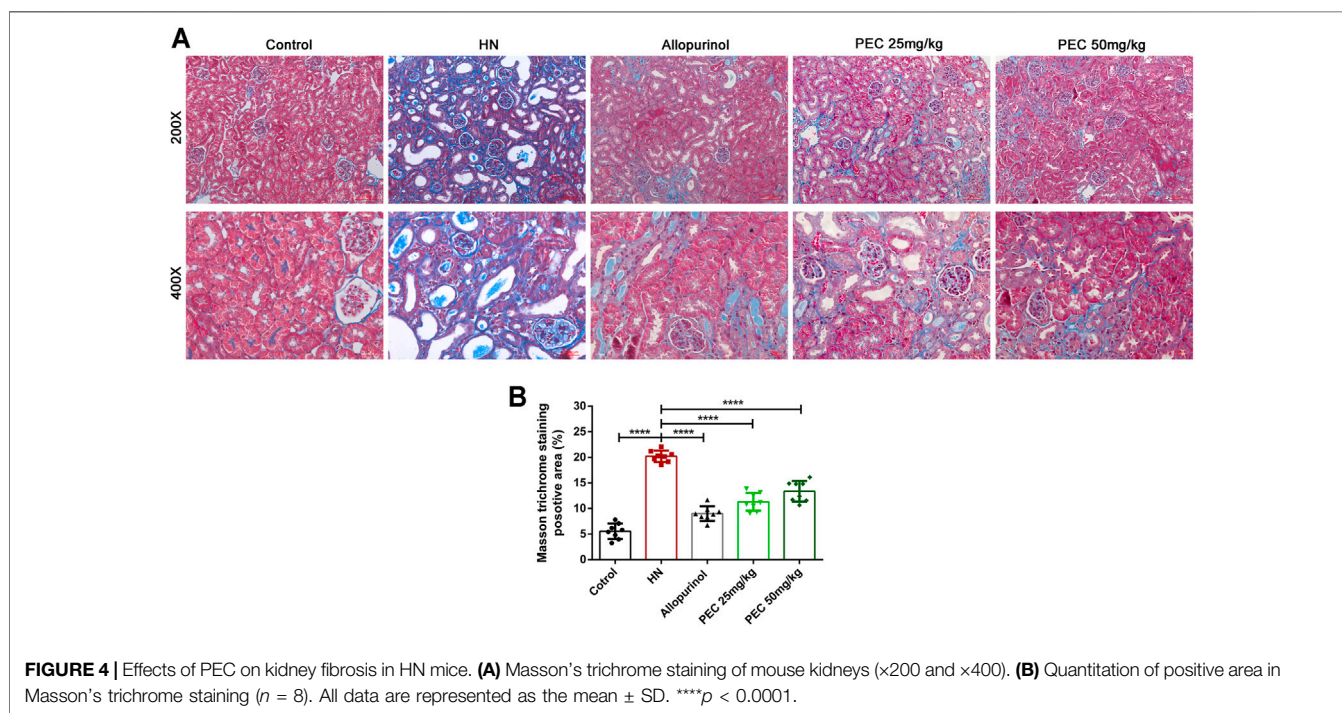 A
Control HN Allopurinol PEC 25mg/kg PEC 50mg/kg
200X
400X
B
Masson trichrome staining
posotive area (%)
30
25
20
15
10
5
0
****
****
**** ****
Cotrol HN Allopurinol PEC 25mg/kg PEC 50mg/kg
FIGURE 4 | Effects of PEC on kidney fibrosis in HN mice. (A) Masson's trichrome staining of mouse kidneys (×200 and ×400). (B) Quantitation of positive area in
Masson's trichrome staining (n = 8). All data are represented as the mean ± SD. ****p < 0.0001.